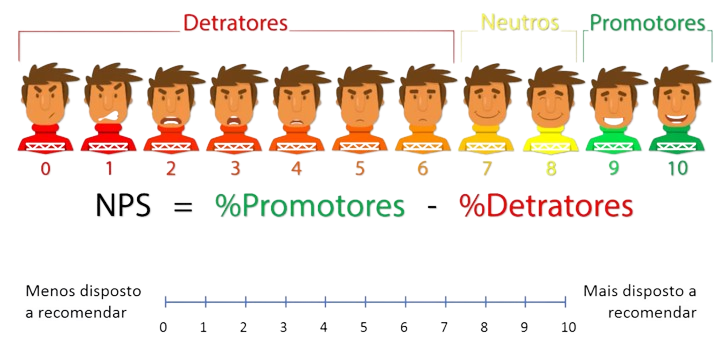 Detratores Neutros Promotores
0 1 2 3 4 5 6 7 8 9 10
NPS = %Promotores - %Detratores
Menos disposto
a recomendar
Mais disposto a
recomendar
0 1 2 3 4 5 6 7 8 9 10